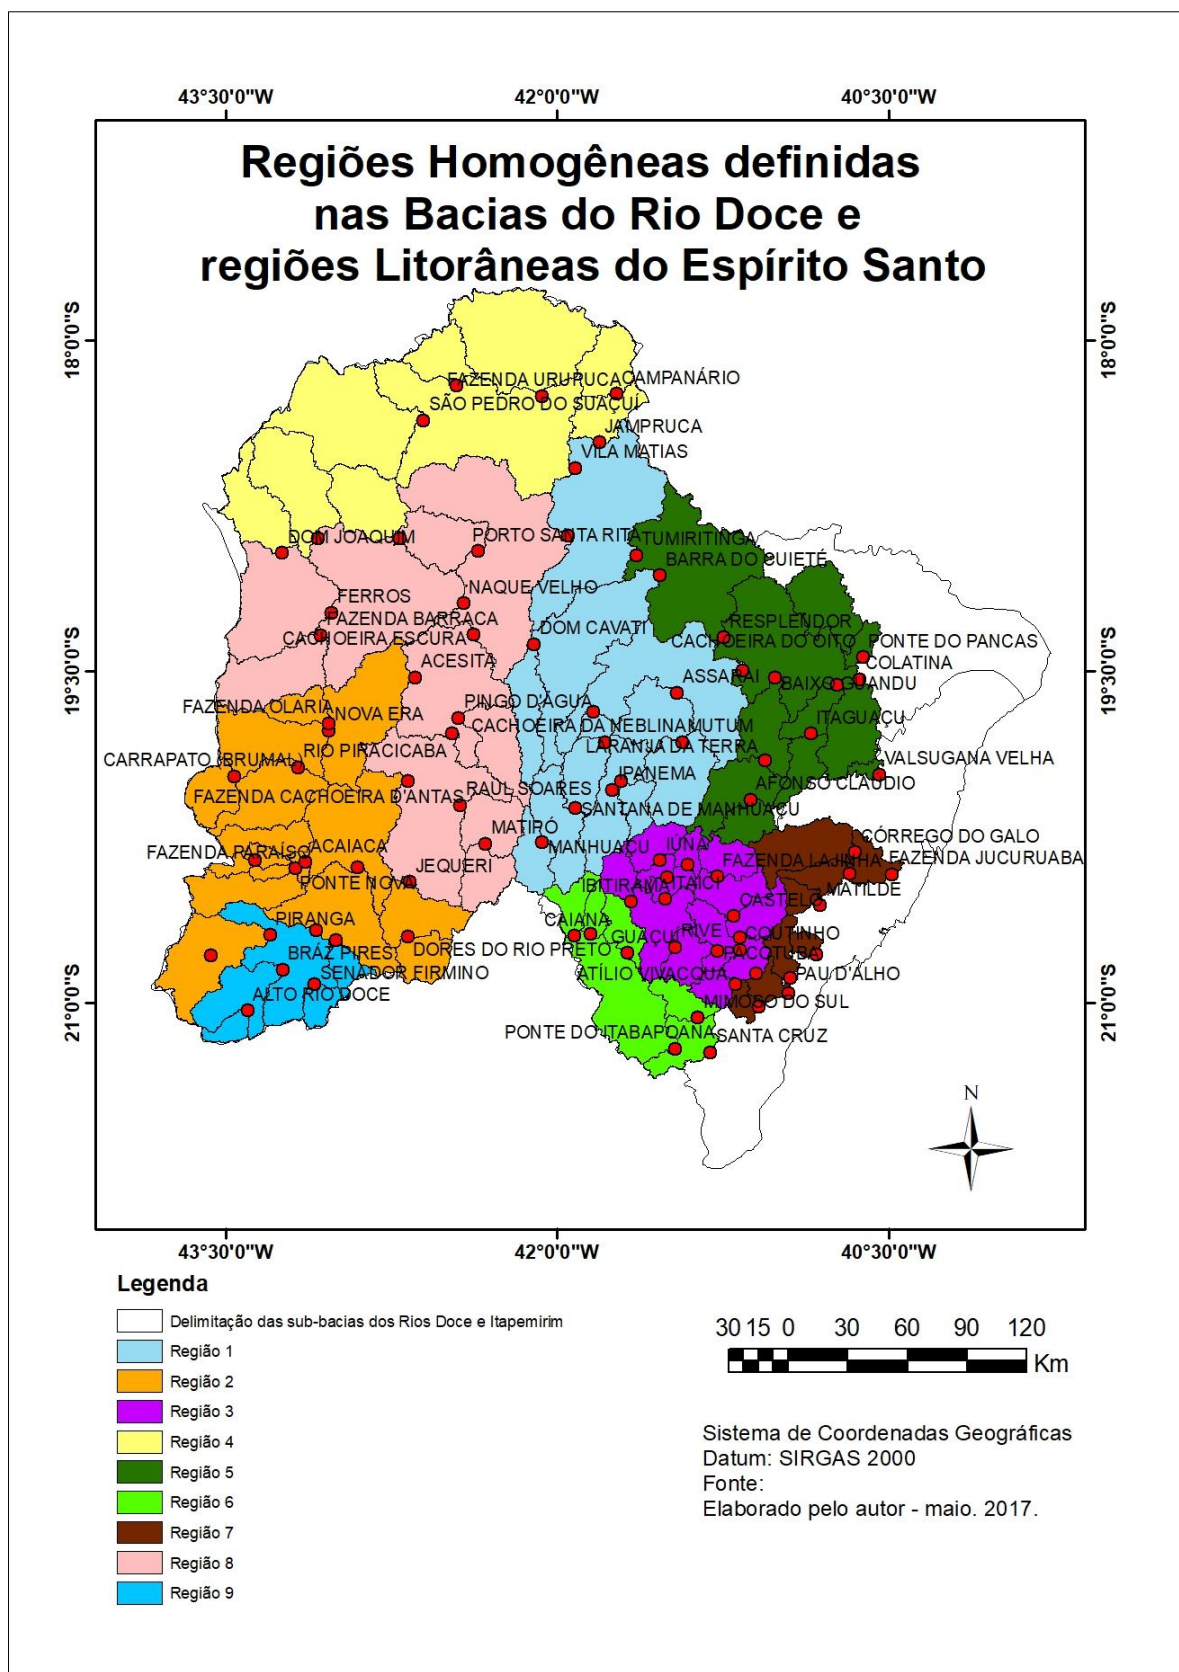 43°30'0"W 42°0'0"W 40°30'0"W
Regiões Homogêneas definidas
nas Bacias do Rio Doce e
regiões Litorâneas do Espírito Santo
18°0'0"S
18°0'0"S
FAZENDA URUPUCA
CAMPANÁRIO
SÃO PEDRO DO SUAÇUÍ
JAMPRUCA
VILA MATIAS
DOM JOAQUIM
PORTO SANTA RITA
TUMIRITINGA
BARRA DO CUIETÉ
NAQUE VELHO
FERROS
FAZENDA BARRACA
RESPLENDOR
DOM CAVATI
CACHOEIRA ESCURA
CACHOEIRA DO OITO
PONTE DO PANCAS
19°30'0"S
19°30'0"S
ACESITA
ASSARAI
COLATINA
BAIXO GUANDU
PINGO D'ÁGUA
FAZENDA OLARIA
NOVA ERA
CACHOEIRA DA NEBLINA
MUTUM
ITAGUAÇU
RIO PIRACICABA
LARANJA DA TERRA
CARRAPATO (BRUMAL)
VALSUGANA VELHA
IPANEMA
AFONSO CLÁUDIO
RAUL SOARES
FAZENDA CACHOEIRA D'ANTAS
SANTANA DE MANHUAÇU
MATIPÓ
CÓRREGO DO GALO
IÚNA
ACAIACA
MANHUAÇU
FAZENDA PARAÍSO
FAZENDA LAJINHA
FAZENDA JUCURUABA
JEQUERI
PONTE NOVA
IBITIRAMA
ITAICI
MATILDE
CASTELO
PIRANGA
CAIANA
GUAÇUÍ
RIVE
COUTINHO
DORES DO RIO PRETO
BRÁZ PIRES
PACOTUBA
SENADOR FIRMINO
ATÍLIO VIVACQUA
PAU D'ALHO
ALTO RIO DOCE
MIMOSO DO SUL
21°0'0"S
21°0'0"S
PONTE DO ITABAPOANA
SANTA CRUZ
N
43°30'0"W 42°0'0"W 40°30'0"W
Legenda
Delimitação das sub-bacias dos Rios Doce e Itapemirim
Região 1
Região 2
Região 3
Região 4
Região 5
Região 6
Região 7
Região 8
Região 9
30 15 0 30 60 90 120
Km
Sistema de Coordenadas Geográficas
Datum: SIRGAS 2000
Fonte:
Elaborado pelo autor - maio. 2017.